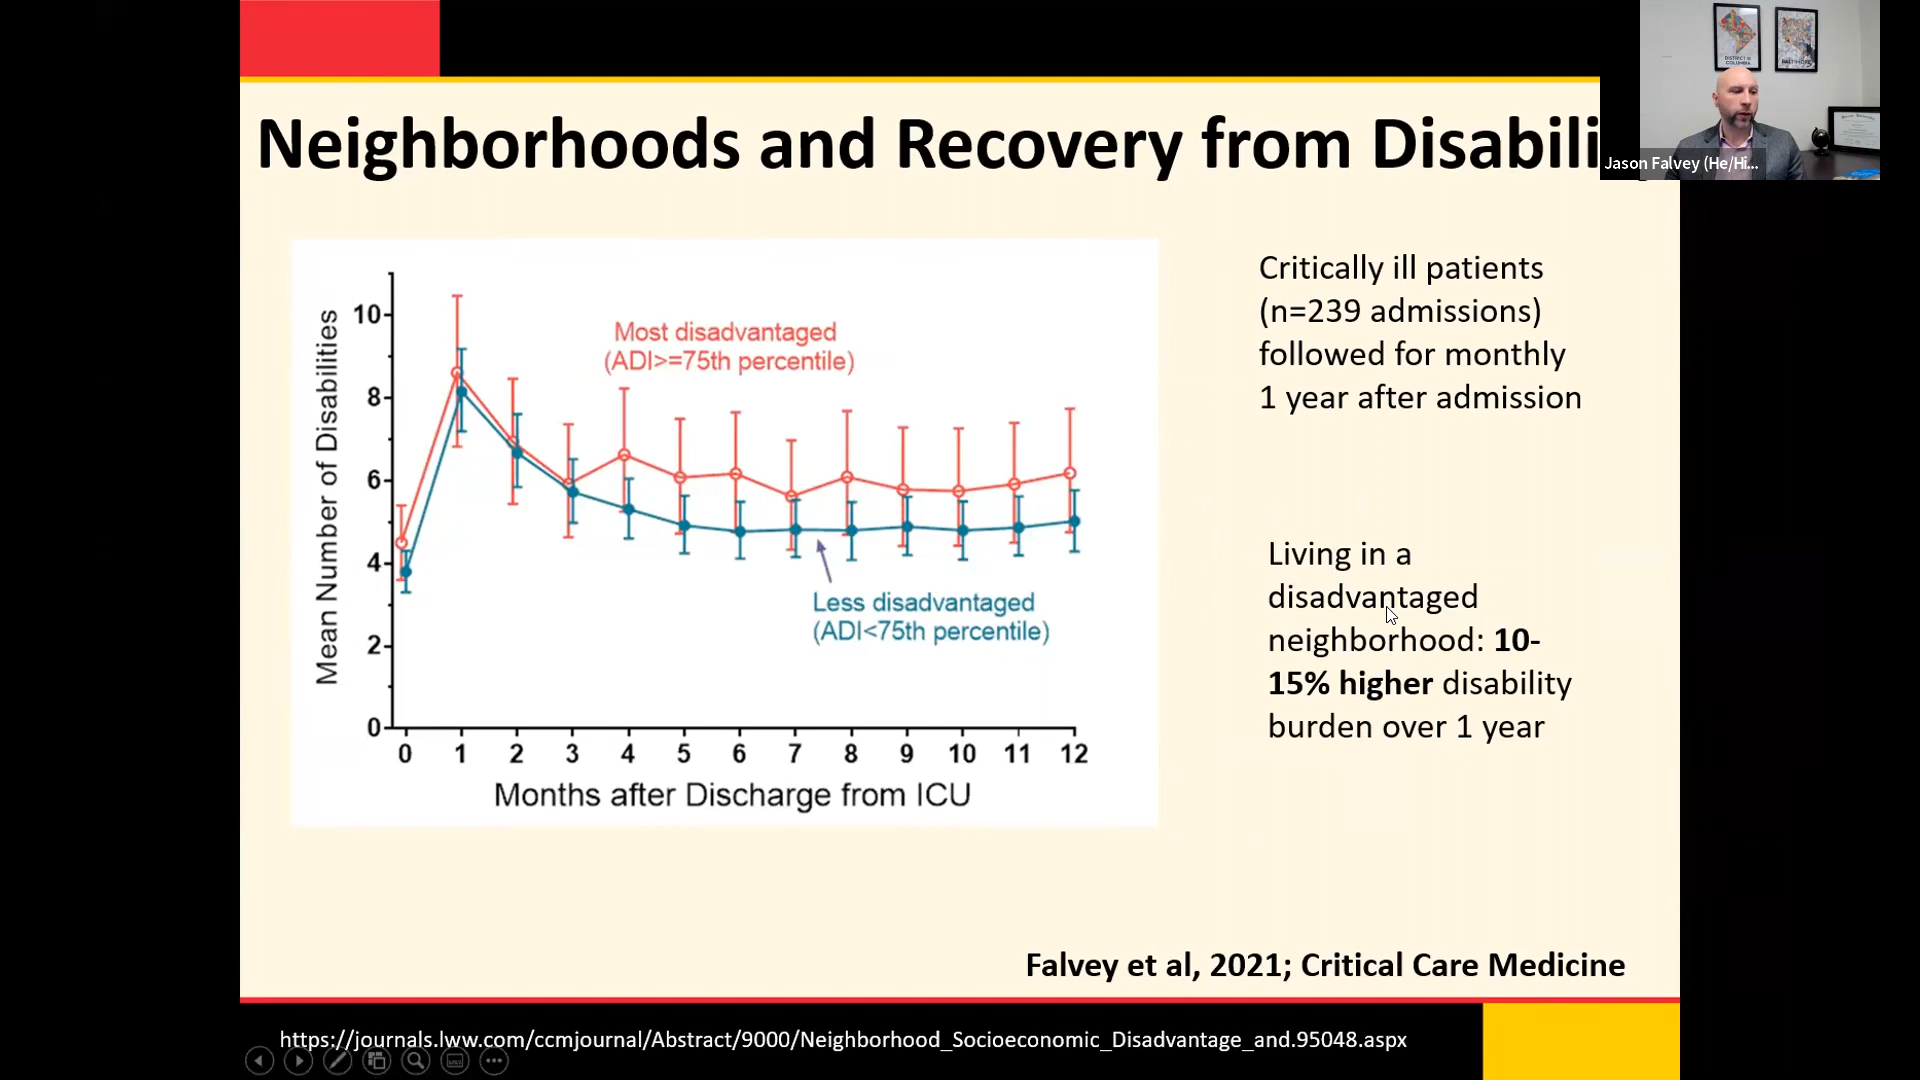 Neighborhoods and Recovery from Disabili
DISTRICT OF
COLUMBIA
BALTIMORE
Jason Falvey (He/Hi...
Mean Number of Disabilities
10
8
6
4
2
0
Most disadvantaged
(ADI>=75th percentile)
Less disadvantaged
(ADI<75th percentile)
0 1 2 3 4 5 6 7 8 9 10 11 12
Months after Discharge from ICU
Critically ill patients
(n=239 admissions)
followed for monthly
1 year after admission
Living in a
disadvantaged
neighborhood: 10-
15% higher disability
burden over 1 year
Falvey et al, 2021; Critical Care Medicine
https://journals.lww.com/ccmjournal/Abstract/9000/Neighborhood_Socioeconomic_Disadvantage_and.95048.aspx